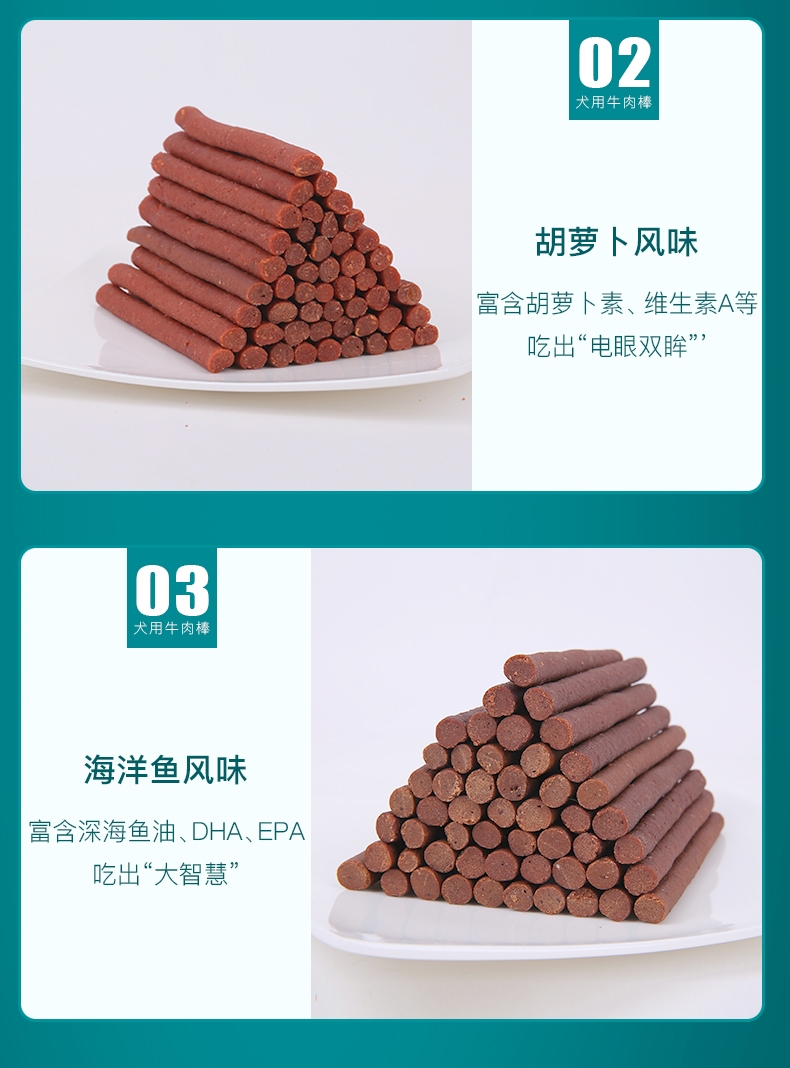 02
犬用牛肉棒
胡萝卜风味
富含胡萝卜素、维生素A等
吃出“电眼双眸”’
03
犬用牛肉棒
海洋鱼风味
富含深海鱼油、DHA、EPA
吃出“大智慧”